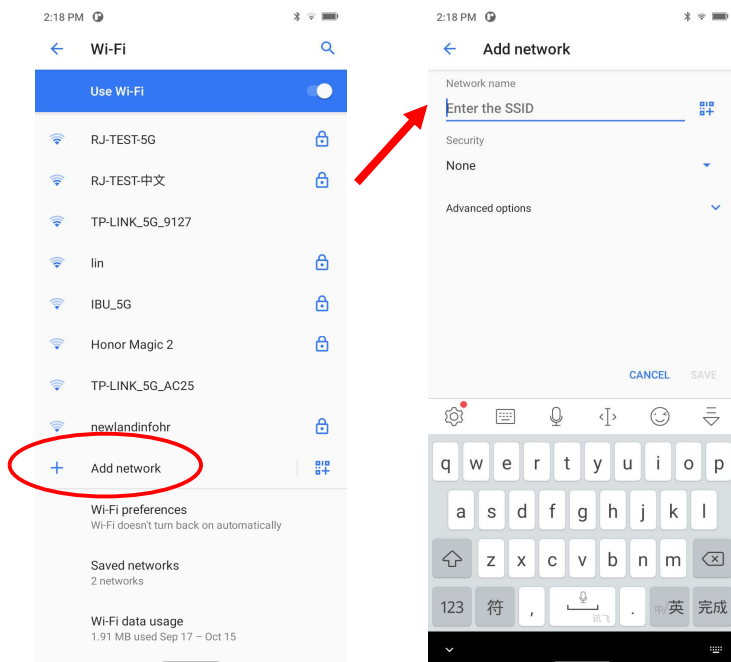 2:18 PM
Wi-Fi
Use Wi-Fi
RJ-TEST-5G
RJ-TEST-中文
TP-LINK_5G_9127
lin
IBU_5G
Honor Magic 2
TP-LINK_5G_AC25
newlandinfohr
Add network
Wi-Fi preferences
Wi-Fi doesn't turn back on automatically
Saved networks
2 networks
Wi-Fi data usage
1.91 MB used Sep 17 – Oct 15
2:18 PM
Add network
Network name
Enter the SSID
Security
None
Advanced options
CANCEL SAVE
q w e r t y u i o p
a s d f g h j k l
z x c v b n m
123 符 , 讯飞 . 中/英 完成